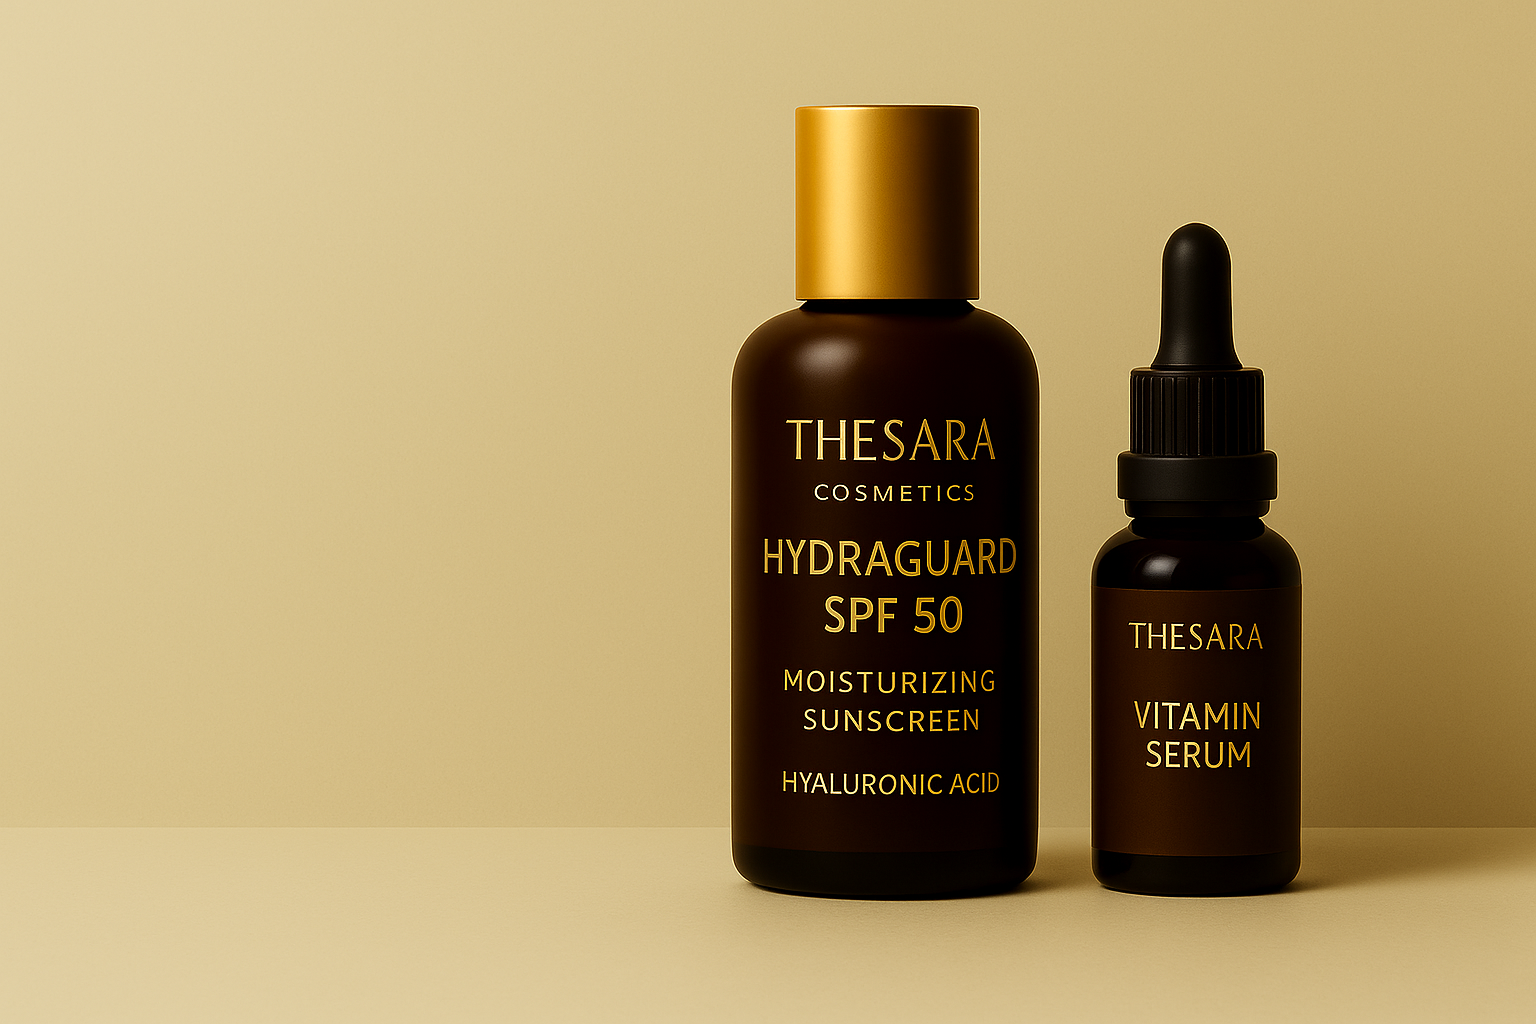 THESARA
COSMETICS
HYDRAGUARD
SPF 50
MOISTURIZING
SUNSCREEN
HYALURONIC ACID
THESARA
VITAMIN
SERUM